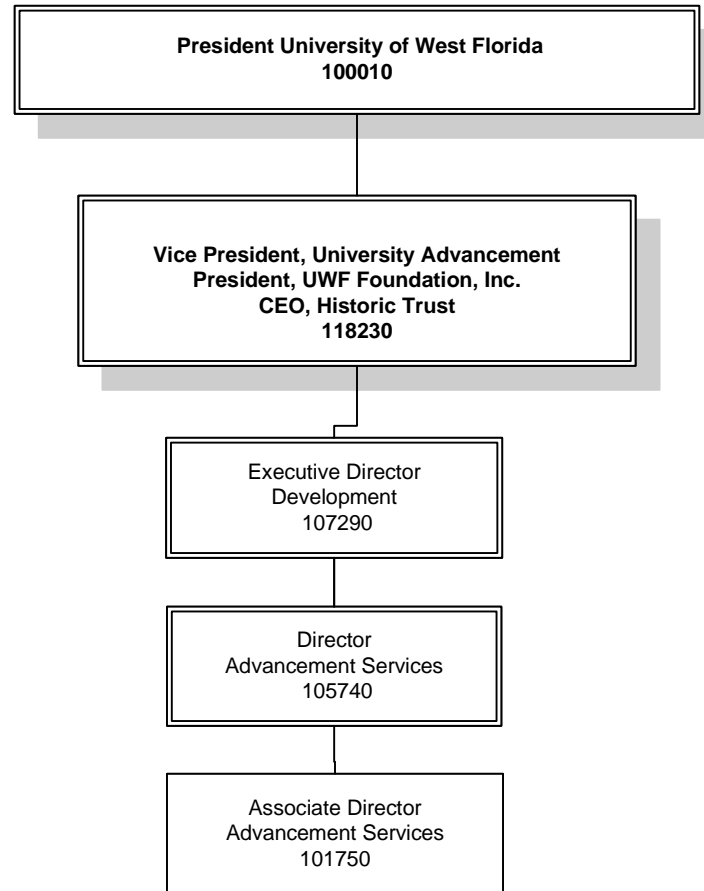 President University of West Florida
100010
Vice President, University Advancement
President, UWF Foundation, Inc.
CEO, Historic Trust
118230
Executive Director
Development
107290
Director
Advancement Services
105740
Associate Director
Advancement Services
101750